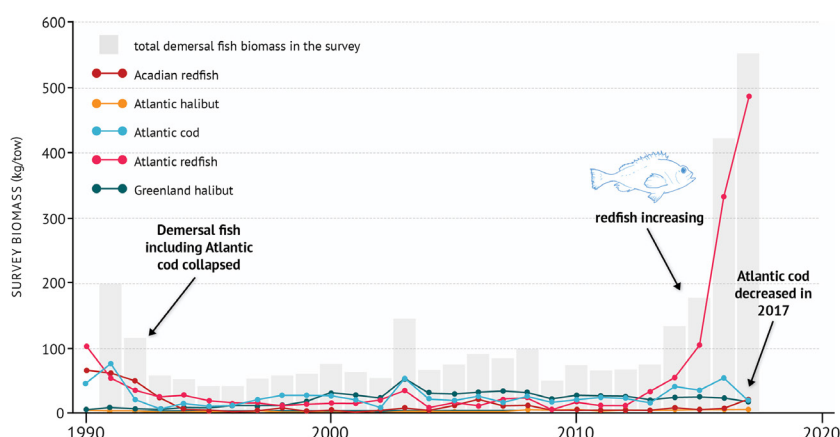 600
500
400
300
200
100
0
SURVEY BIOMASS (kg/tow)
total demersal fish biomass in the survey
Acadian redfish
Atlantic halibut
Atlantic cod
Atlantic redfish
Greenland halibut
Demersal fish
including Atlantic
cod collapsed
redfish increasing
Atlantic cod
decreased in
2017
1990
2000
2010